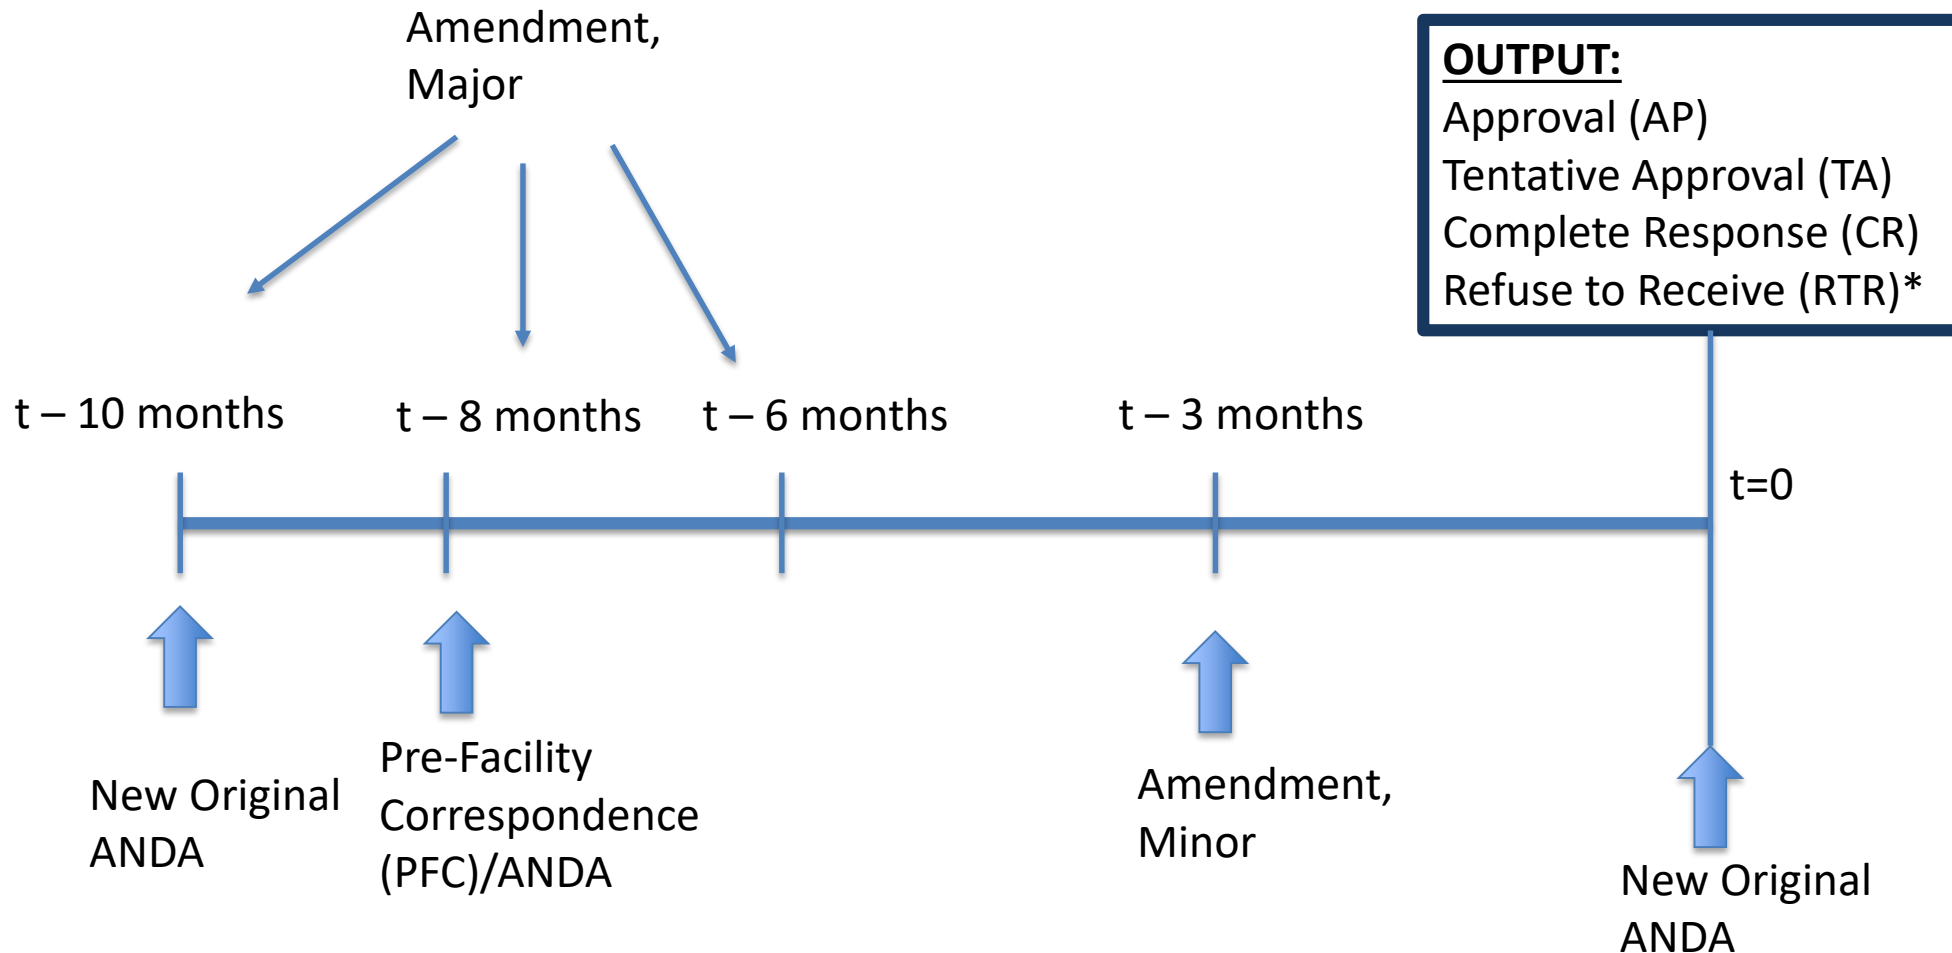 Amendment,
Major
OUTPUT:
Approval (AP)
Tentative Approval (TA)
Complete Response (CR)
Refuse to Receive (RTR)*
t – 10 months
t – 8 months
t – 6 months
t – 3 months
t=0
New Original
ANDA
Pre-Facility
Correspondence
(PFC)/ANDA
Amendment,
Minor
New Original
ANDA